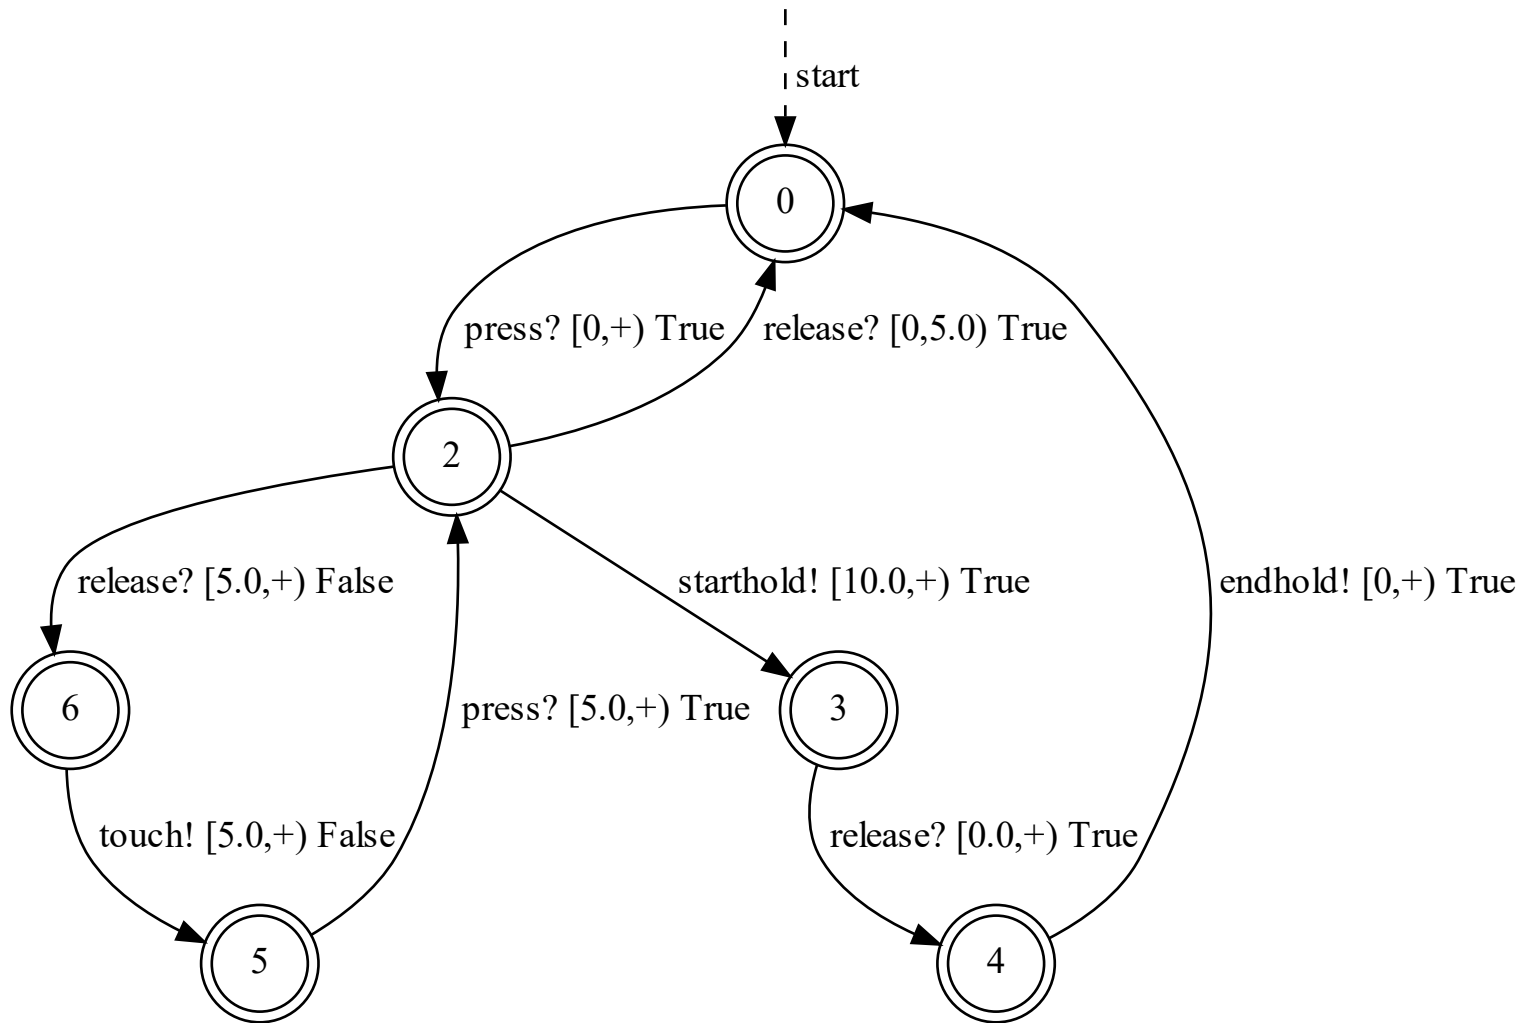 start
0
press? [0,+) True
release? [0,5.0) True
2
release? [5.0,+) False
starthold! [10.0,+) True
endhold! [0,+) True
6
press? [5.0,+) True
3
touch! [5.0,+) False
release? [0.0,+) True
5
4